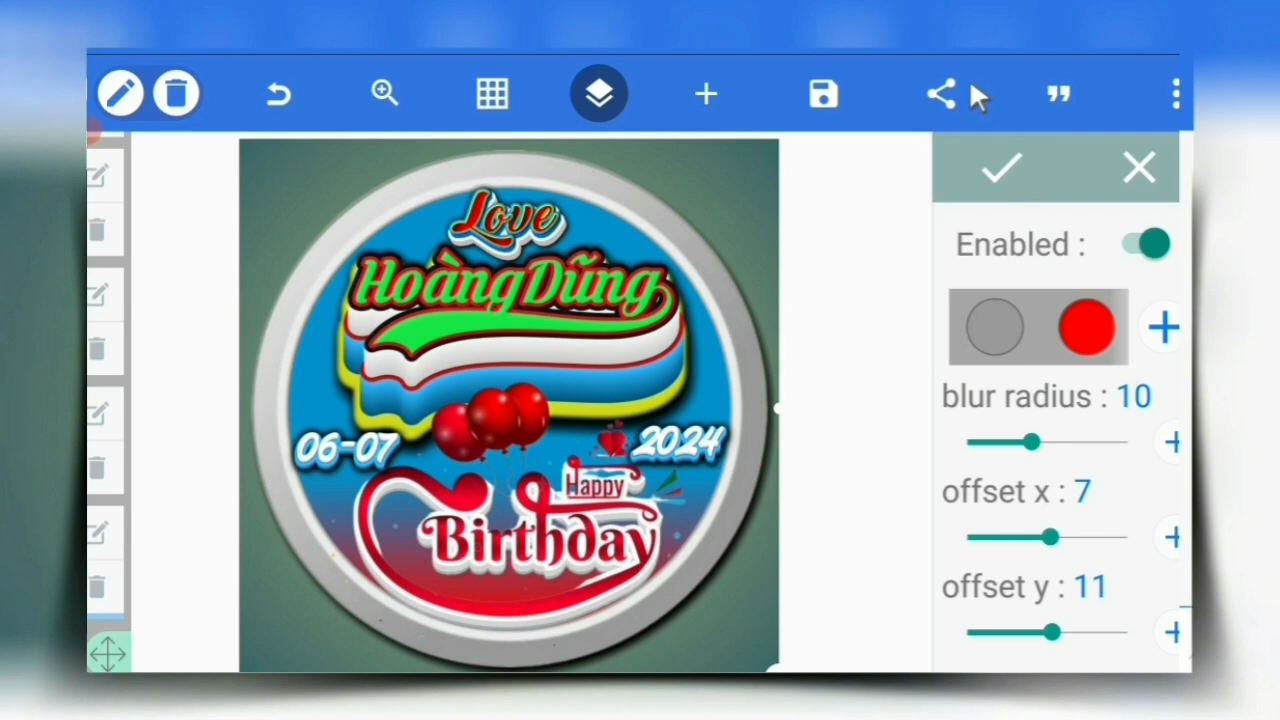 Love
HoàngDũng
06-07
2024
Happy
Birthday
Enabled :
blur radius : 10
offset x : 7
offset y : 11